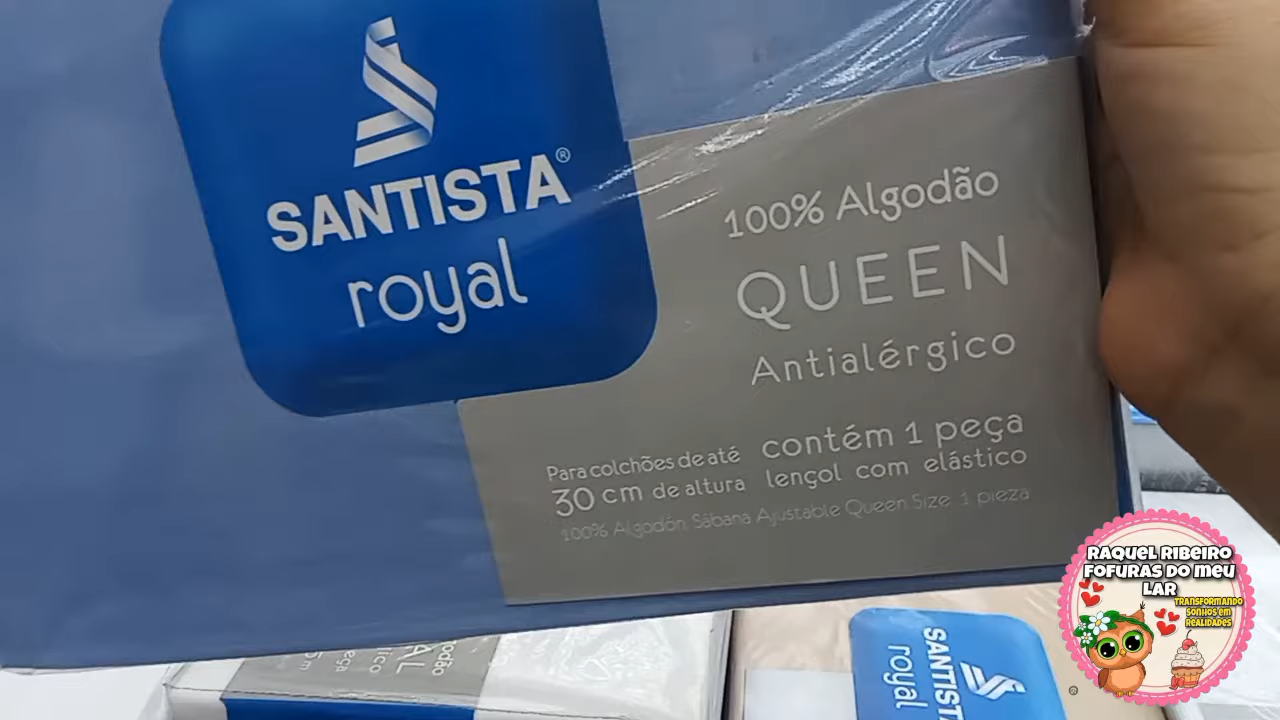 SANTISTA®
royal
100% Algodão
QUEEN
Antialérgico
Para colchões de até
30 cm de altura
contém 1 peça
lençol com elástico
100% Algodón. Sábana Ajustable Queen Size 1 pieza
SANTISTA
royal
RAQUEL RIBEIRO
FOFURAS DO MEU
LAR
TRANSFORMANDO
SONHOS EM
REALIDADES
®